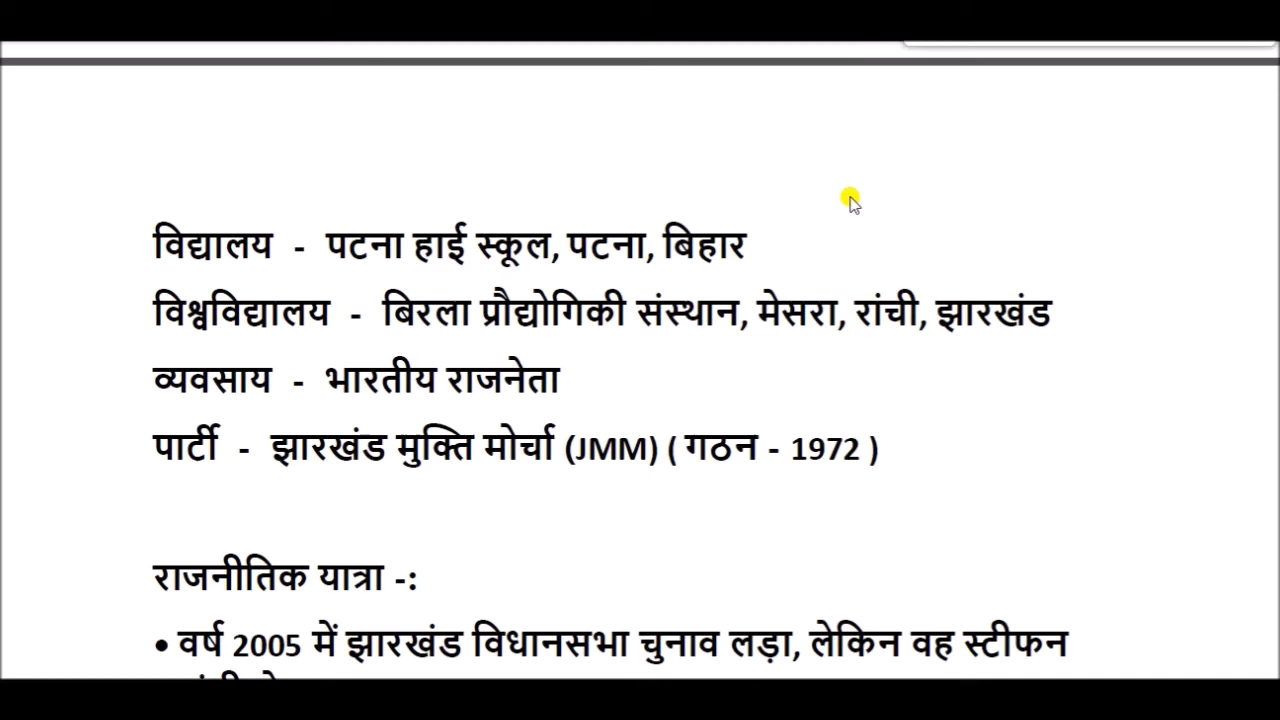 विद्यालय - पटना हाई स्कूल, पटना, बिहार
विश्वविद्यालय - बिरला प्रौद्योगिकी संस्थान, मेसरा, रांची, झारखंड
व्यवसाय - भारतीय राजनेता
पार्टी - झारखंड मुक्ति मोर्चा (JMM) ( गठन - 1972 )
राजनीतिक यात्रा -:
• वर्ष 2005 में झारखंड विधानसभा चुनाव लड़ा, लेकिन वह स्टीफन